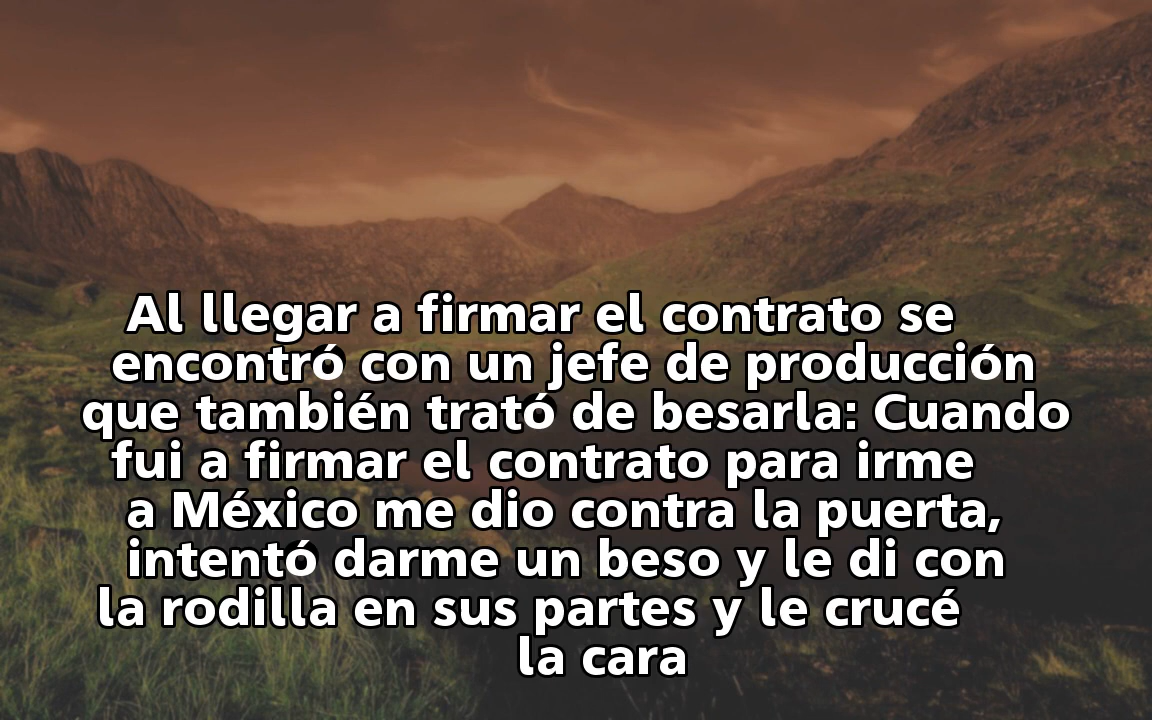 Al llegar a firmar el contrato se
encontró con un jefe de producción
que también trató de besarla: Cuando
fui a firmar el contrato para irme
a México me dio contra la puerta,
intentó darme un beso y le di con
la rodilla en sus partes y le crucé
la cara